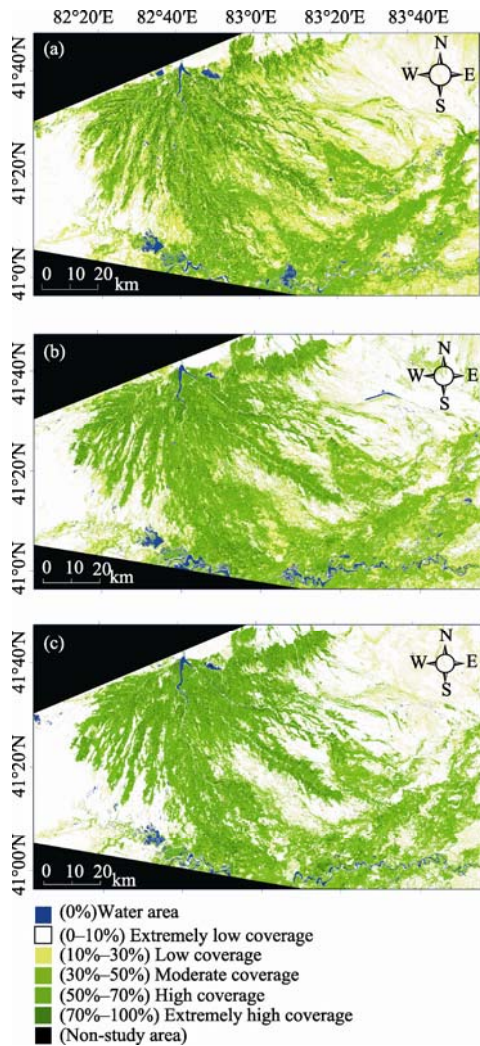 82°20'E 82°40'E 83°0'E 83°20'E 83°40'E
(a)
N
W E
S
41°40'N
41°20'N
41°0'N
0 10 20
km
(b)
N
W E
S
41°40'N
41°20'N
41°0'N
0 10 20
km
(c)
N
W E
S
41°40'N
41°20'N
41°00'N
0 10 20
km
(0%)Water area
(0–10%) Extremely low coverage
(10%–30%) Low coverage
(30%–50%) Moderate coverage
(50%–70%) High coverage
(70%–100%) Extremely high coverage
(Non-study area)